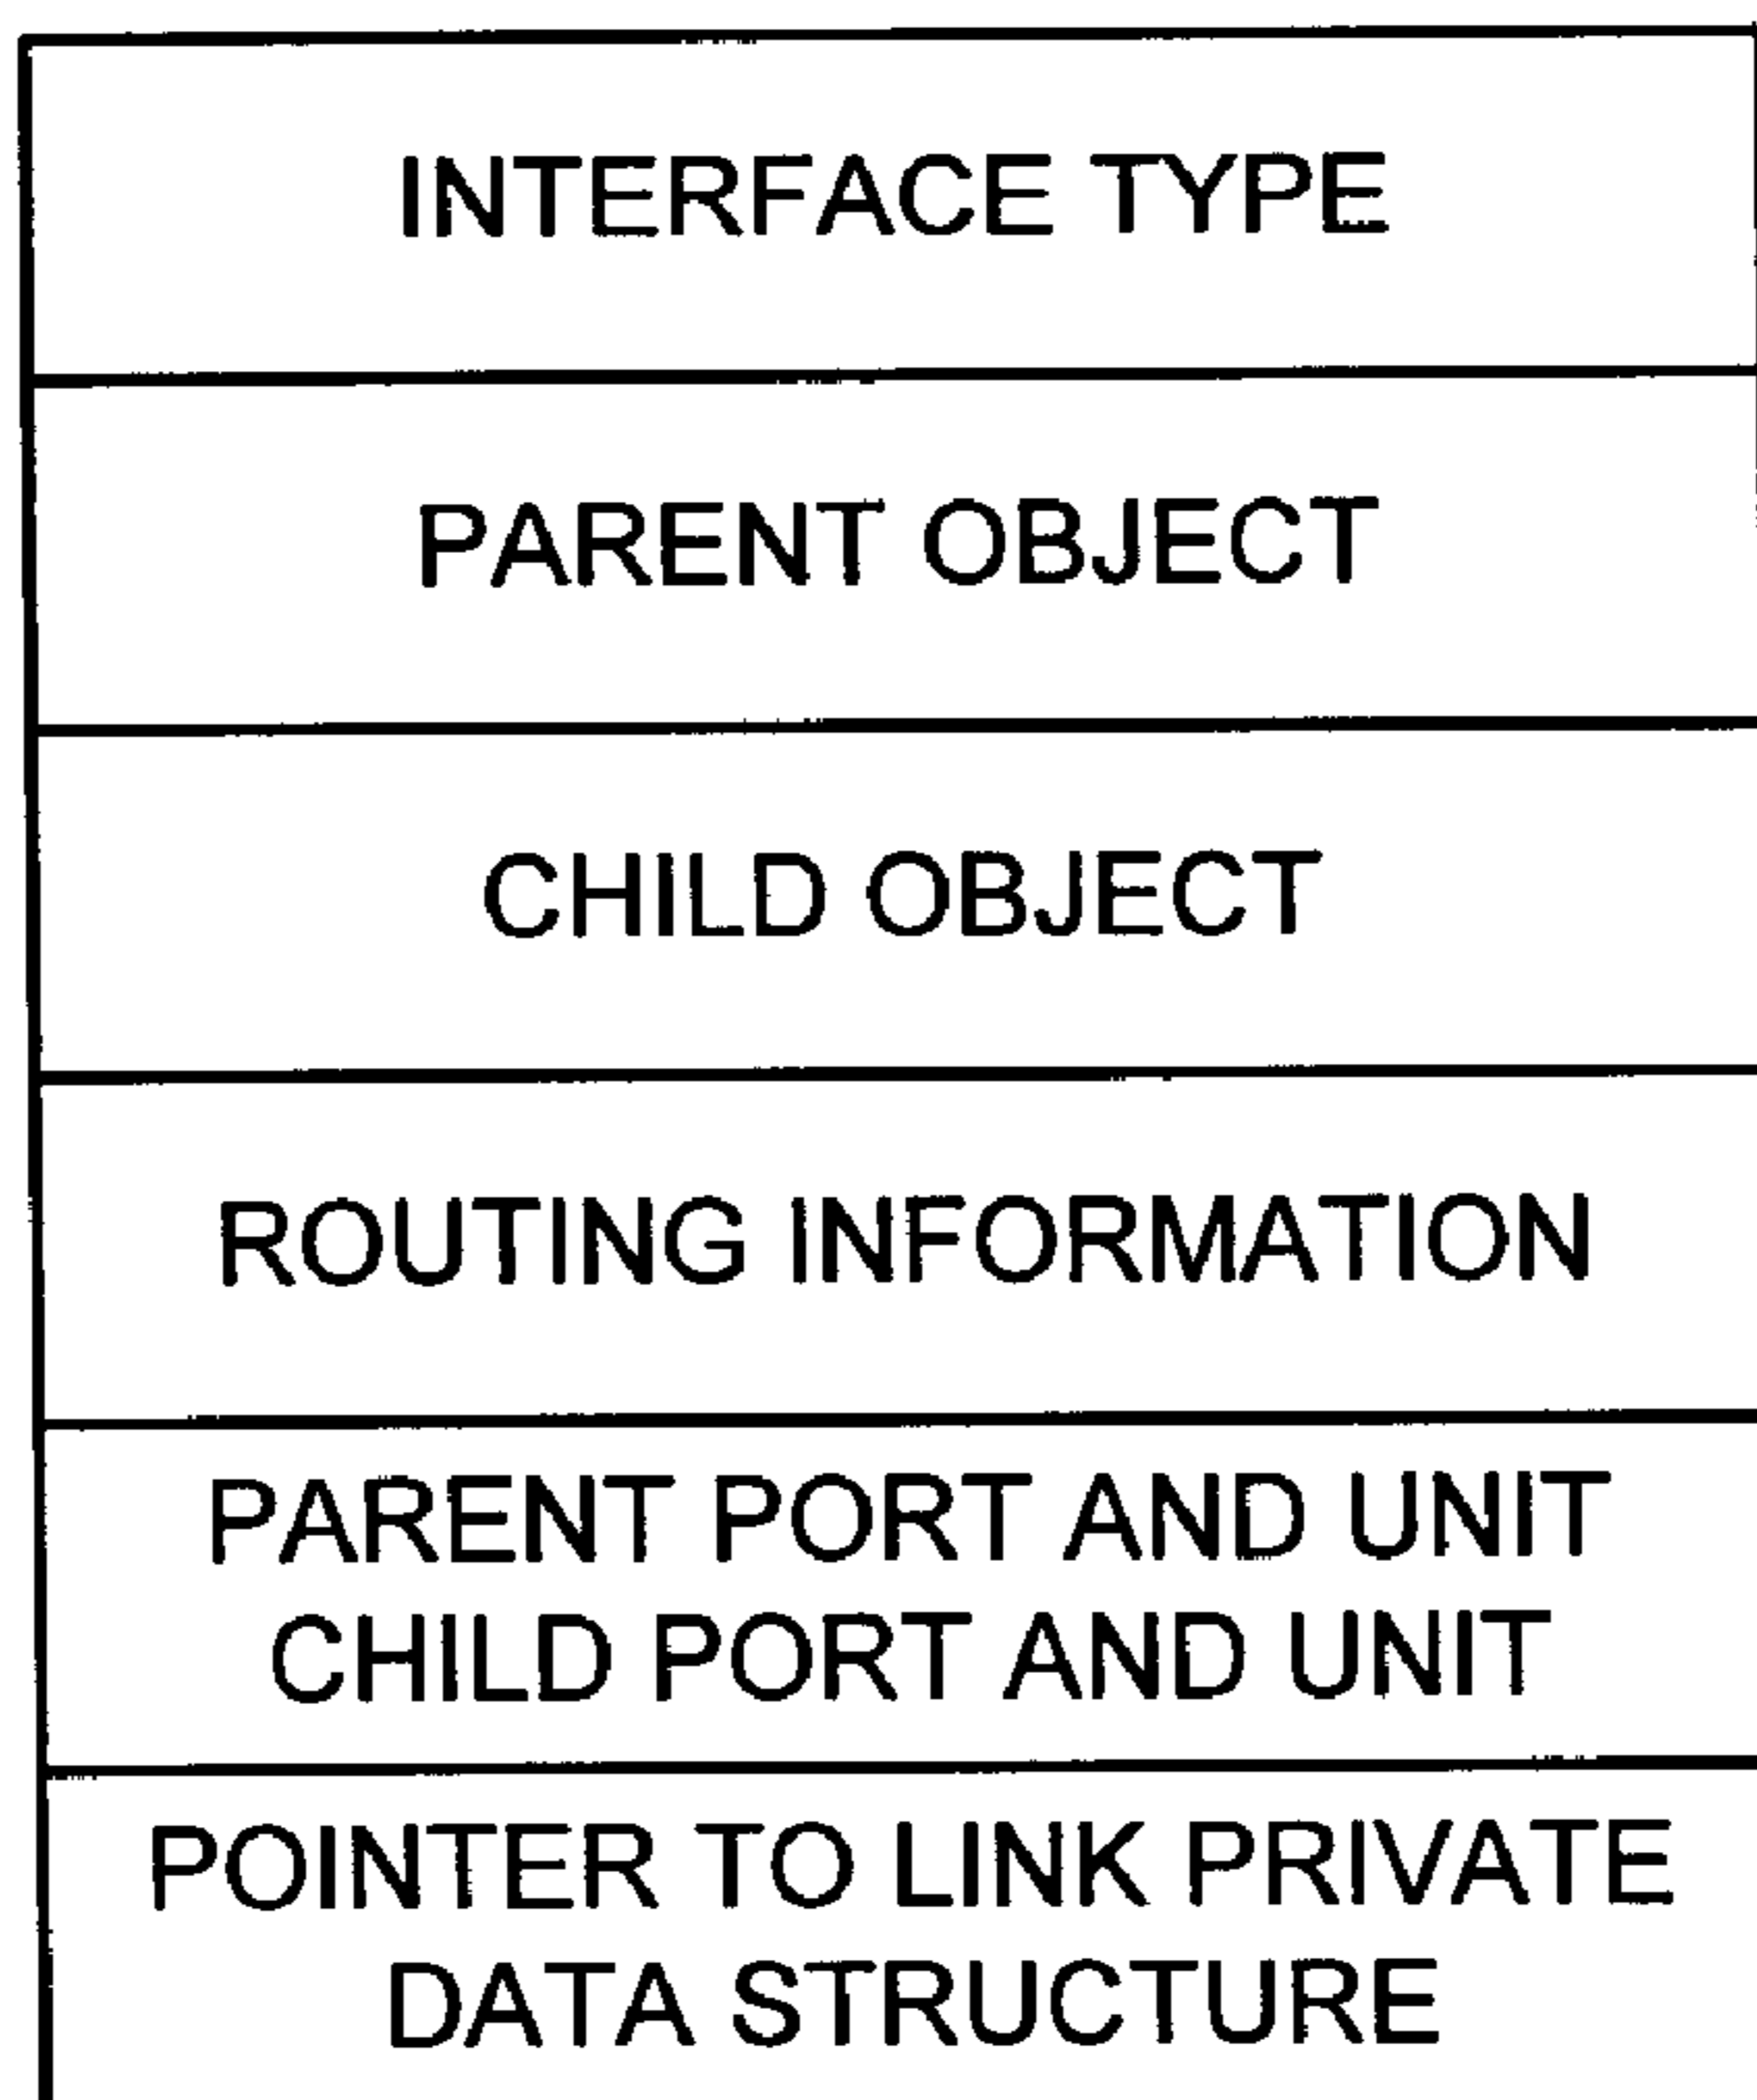 INTERFACE TYPE
PARENT OBJECT
CHILD OBJECT
ROUTING INFORMATION
PARENT PORT AND UNIT
CHILD PORT AND UNIT
POINTER TO LINK PRIVATE
DATA STRUCTURE